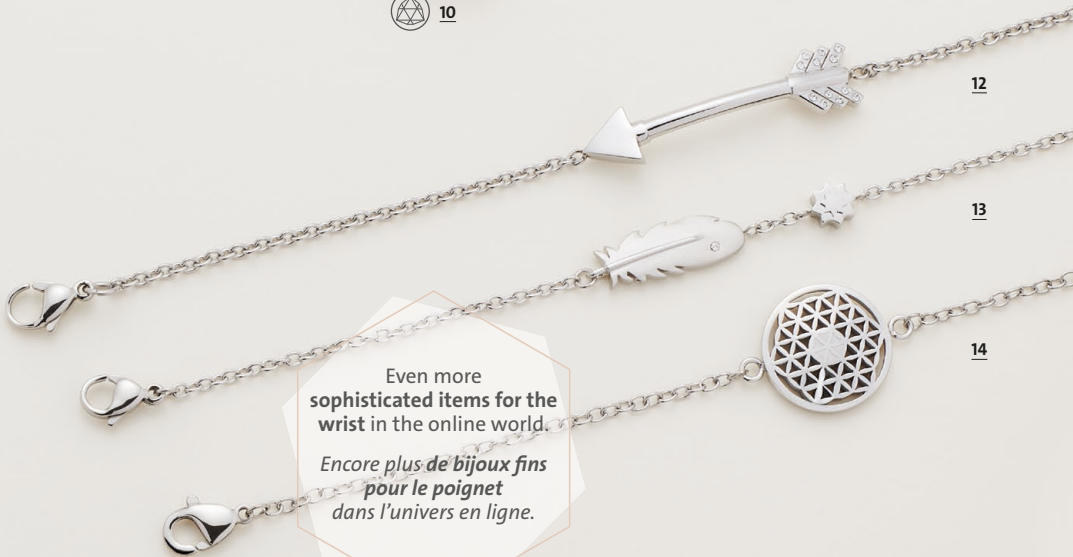 10
12
13
14
Even more
sophisticated items for the
wrist in the online world.
Encore plus de bijoux fins
pour le poignet
dans l’univers en ligne.